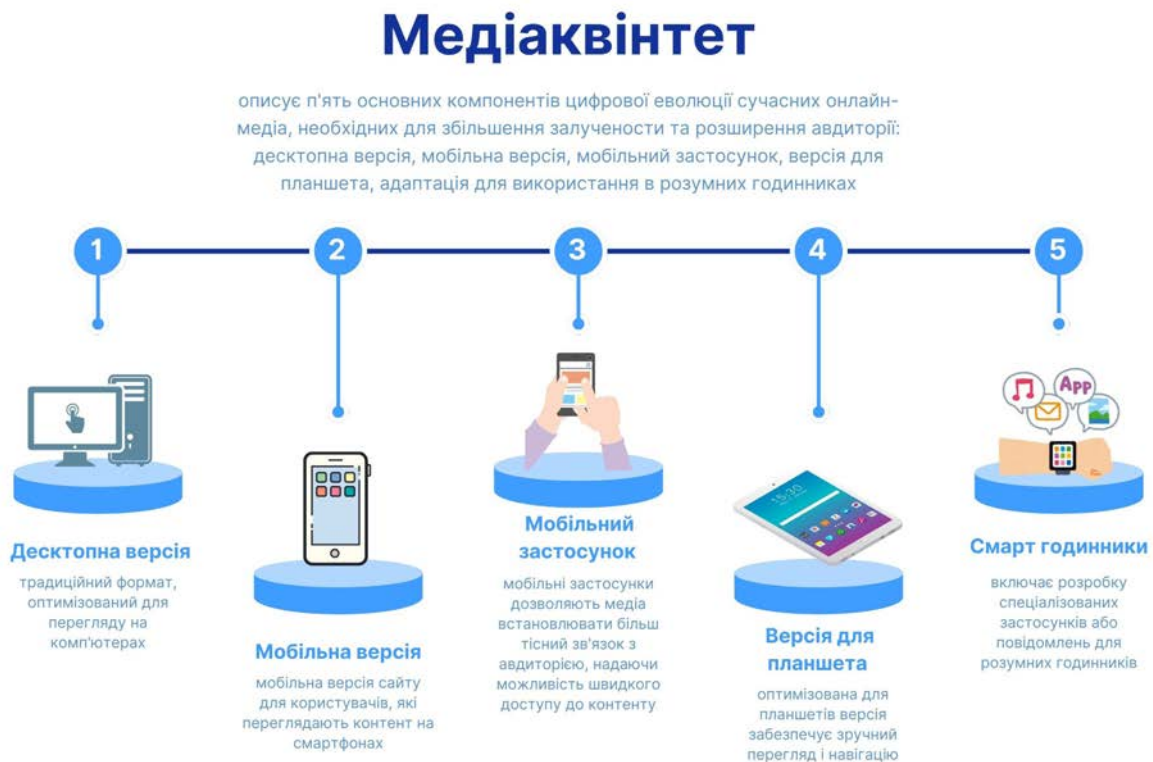 Медіаквінтет
описує п'ять основних компонентів цифрової еволюції сучасних онлайн-
медіа, необхідних для збільшення залучености та розширення авдиторії:
десктопна версія, мобільна версія, мобільний застосунок, версія для
планшета, адаптація для використання в розумних годинниках
1
2
3
4
5
Десктопна версія
традиційний формат,
оптимізований для
перегляду на
комп'ютерах
Мобільна версія
мобільна версія сайту
для користувачів, які
переглядають контент на
смартфонах
Мобільний
застосунок
мобільні застосунки
дозволяють медіа
встановлювати більш
тісний зв'язок з
авдиторією, надаючи
можливість швидкого
доступу до контенту
15:30
Версія для
планшета
оптимізована для
планшетів версія
забезпечує зручний
перегляд і навігацію
App
Смарт годинники
включає розробку
спеціалізованих
застосунків або
повідомлень для
розумних годинників